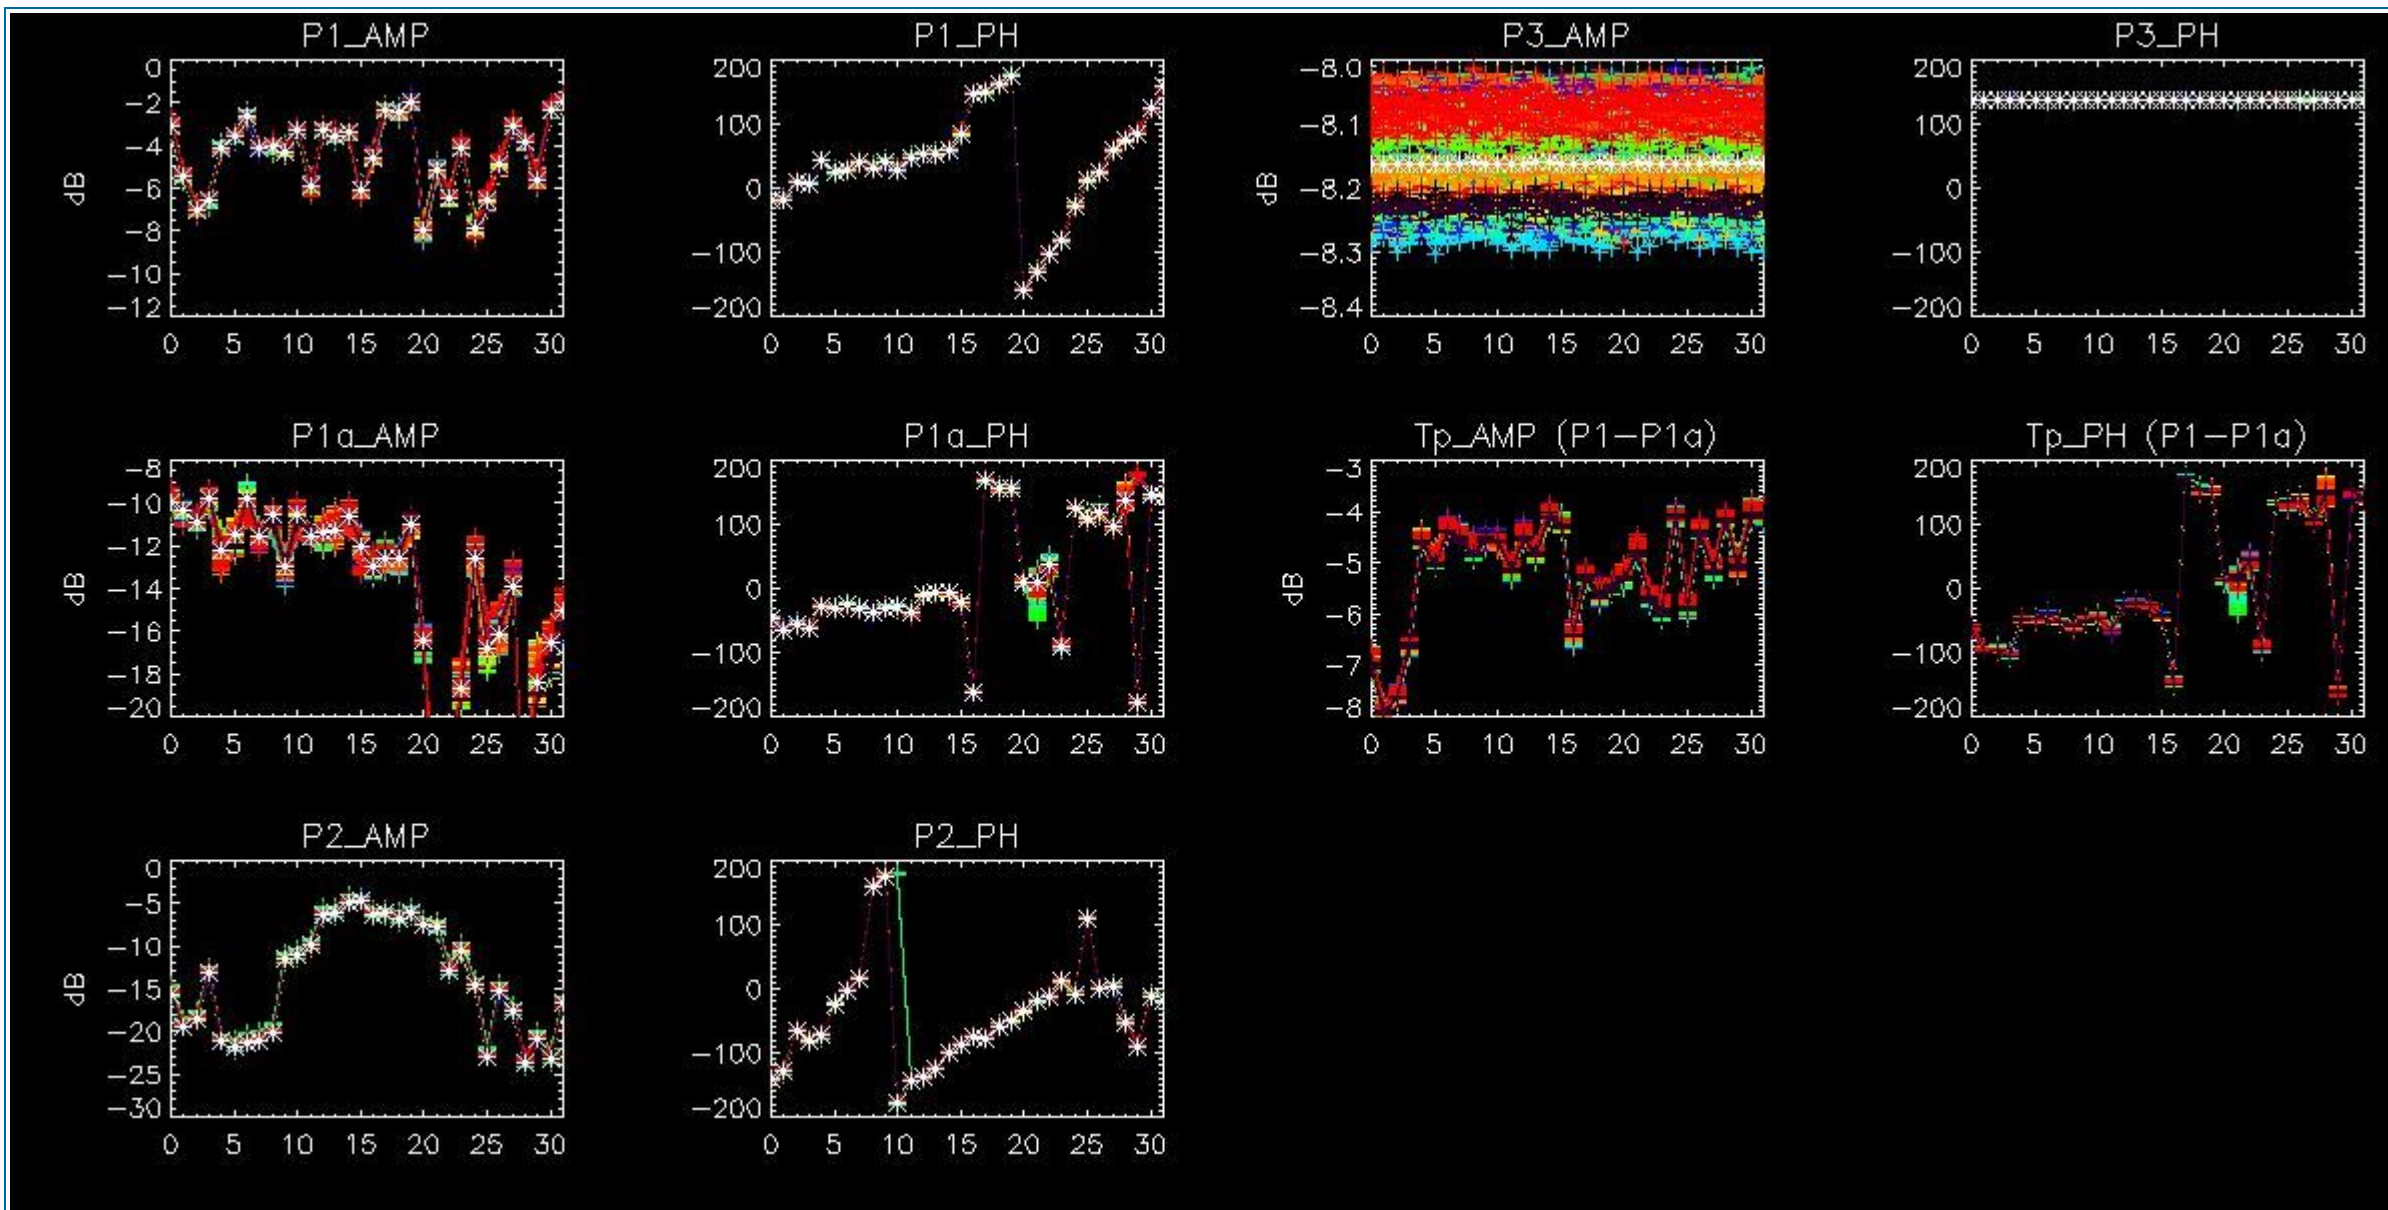 P1_AMP P1_PH P3_AMP P3_PH
0 200 -8.0 200
-2
-4 100 -8.1 100
dB -6 0 dB -8.2 0
-8
-10 -100 -8.3 -100
-12 -200 -8.4 -200
0 5 10 15 20 25 30 0 5 10 15 20 25 30 0 5 10 15 20 25 30 0 5 10 15 20 25 30
P1a_AMP P1a_PH Tp_AMP (P1-P1a) Tp_PH (P1-P1a)
-8 200 -3 200
-10 100 -4 100
-12
dB -14 0 dB -5 0
-16 -6
-18 -100 -7 -100
-20 -200 -8 -200
0 5 10 15 20 25 30 0 5 10 15 20 25 30 0 5 10 15 20 25 30 0 5 10 15 20 25 30
P2_AMP P2_PH
0 200
-5 100
-10
dB -15 0
-20 -100
-25
-30 -200
0 5 10 15 20 25 30 0 5 10 15 20 25 30